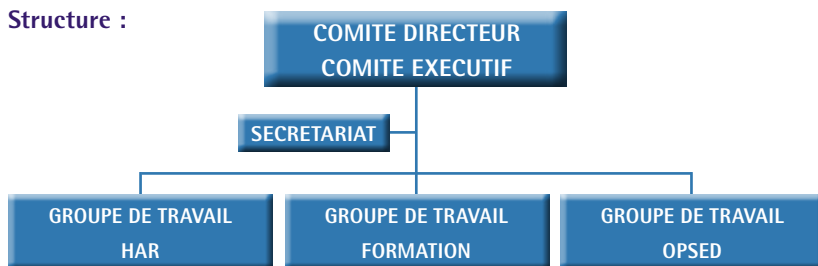 Structure :
COMITE DIRECTEUR
COMITE EXECUTIF
SECRETARIAT
GROUPE DE TRAVAIL
HAR
GROUPE DE TRAVAIL
FORMATION
GROUPE DE TRAVAIL
OPSED